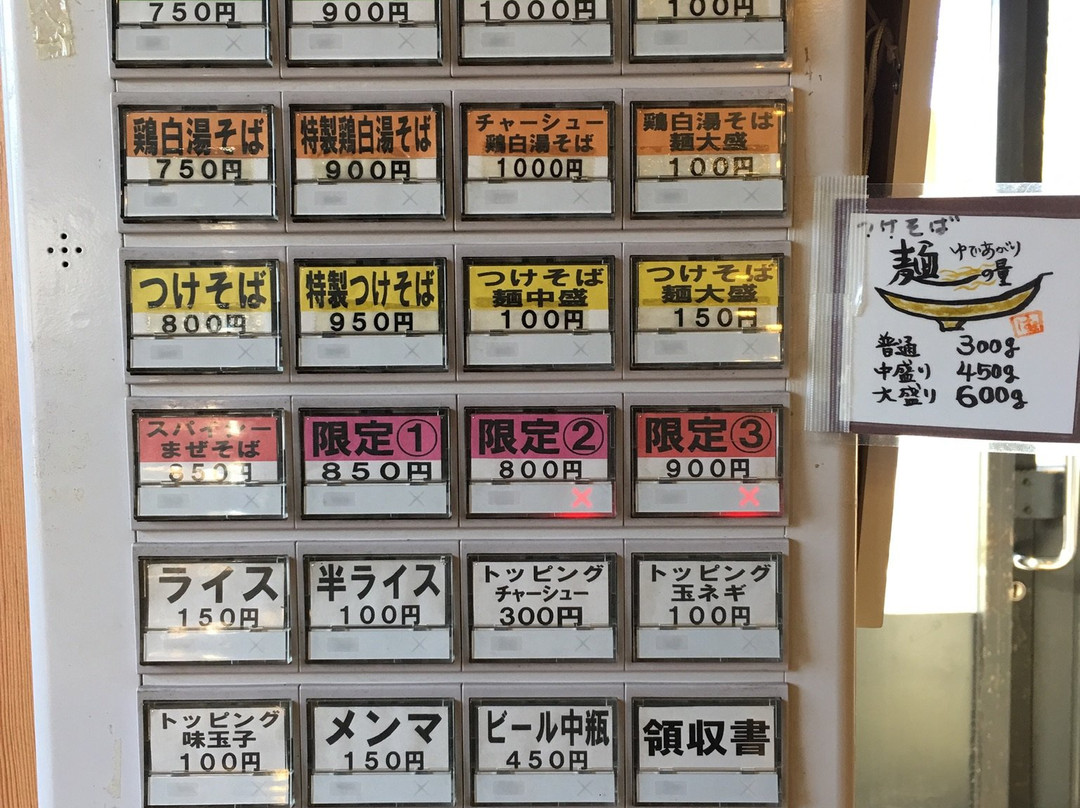 750円
900円
1000円
100円
鶏白湯そば
750円
特製鶏白湯そば
900円
チャーシュー
鶏白湯そば
1000円
鶏白湯そば
麺大盛
100円
つけそば
800円
特製つけそば
950円
つけそば
麺中盛
100円
つけそば
麺大盛
150円
スパイシー
まぜそば
850円
限定①
850円
限定②
800円
×
限定③
900円
×
ライス
150円
半ライス
100円
トッピング
チャーシュー
300円
トッピング
玉ネギ
100円
トッピング
味玉子
100円
メンマ
150円
ビール中瓶
450円
領収書
つけそば
麺
ゆであがり
の量
普通 300g
中盛り 450g
大盛り 600g